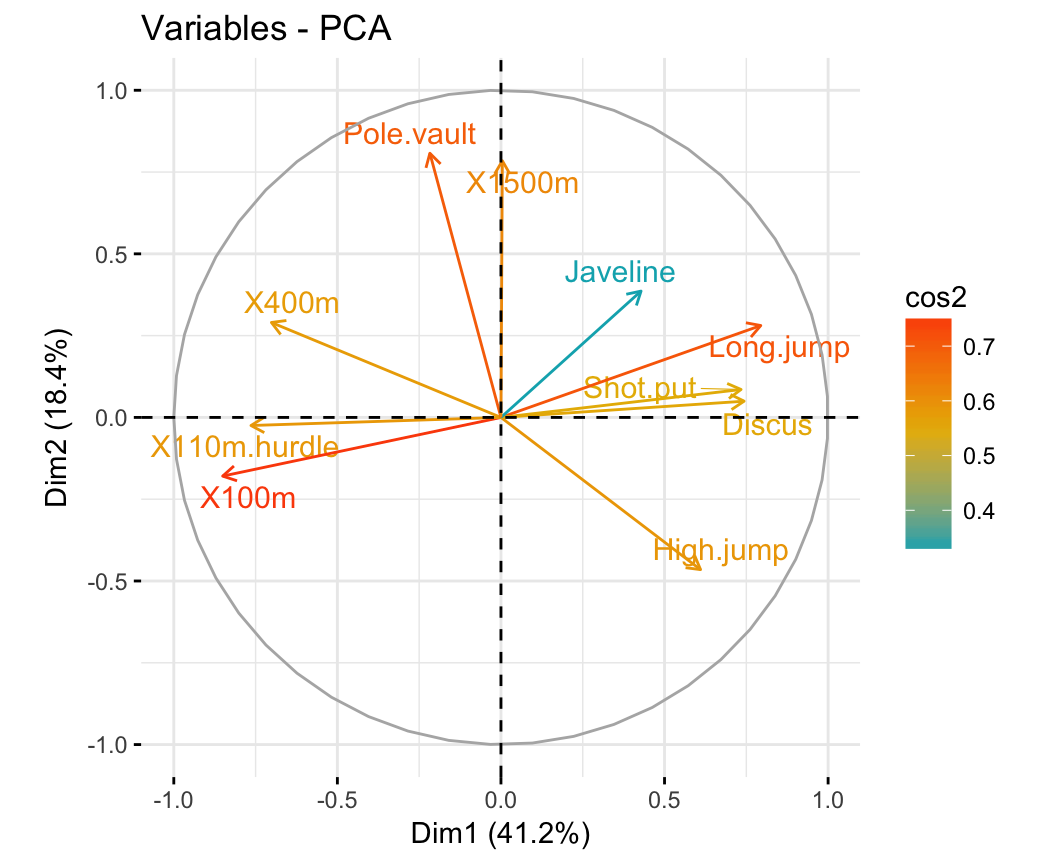 Variables - PCA
1.0
Pole.vault
X1500m
0.5
Javeline
X400m
Long.jump
Shot.put
0.0
Discus
X110m.hurdle
X100m
High.jump
-0.5
-1.0
-1.0 -0.5 0.0 0.5 1.0
Dim1 (41.2%)
Dim2 (18.4%)
cos2
0.7
0.6
0.5
0.4